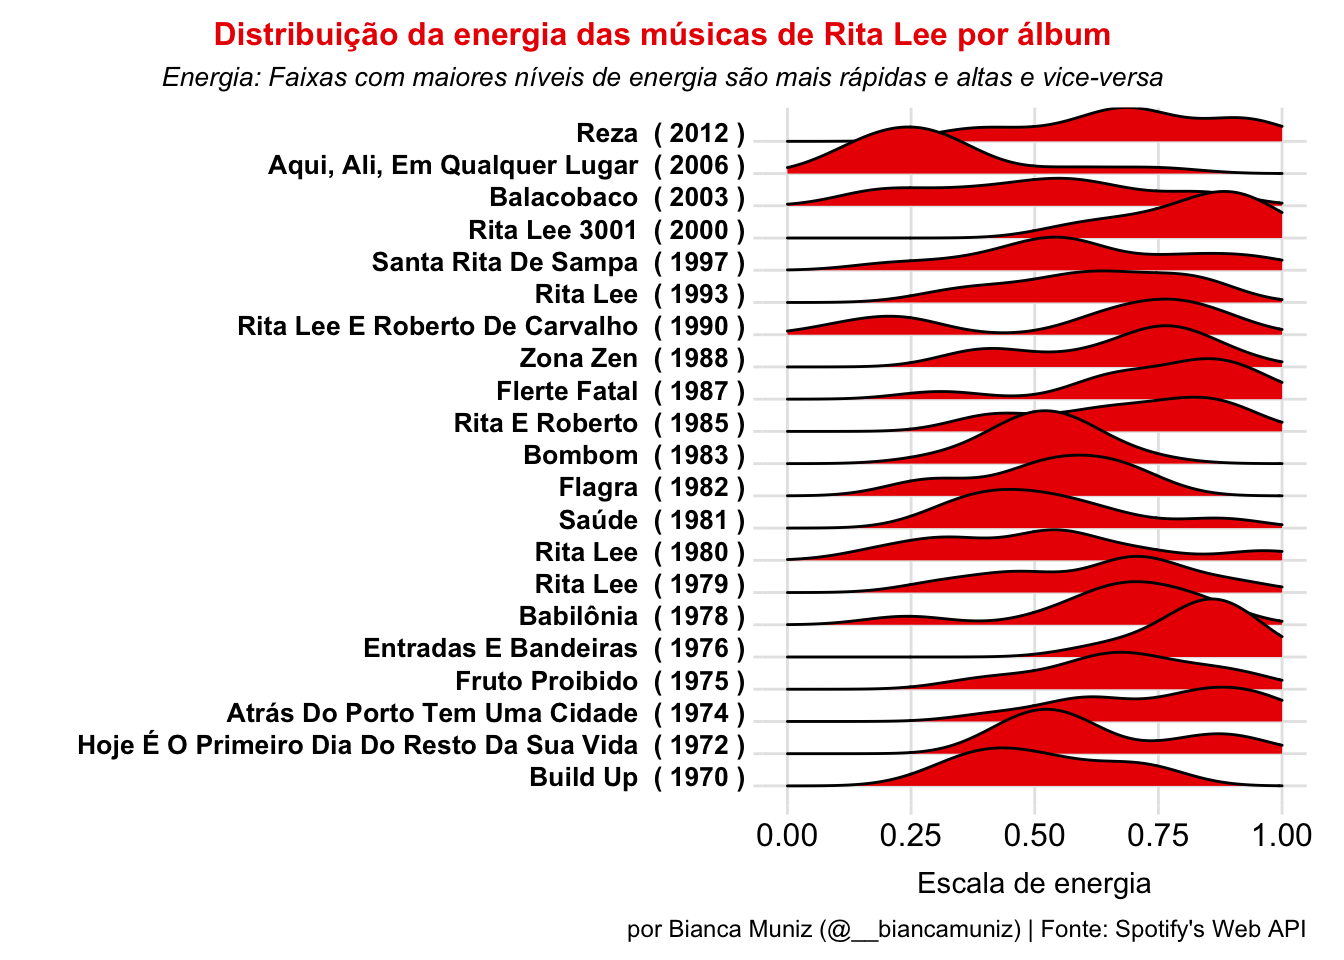 Distribuição da energia das músicas de Rita Lee por álbum
Energia: Faixas com maiores níveis de energia são mais rápidas e altas e vice-versa
Reza ( 2012 )
Aqui, Ali, Em Qualquer Lugar ( 2006 )
Balacobaco ( 2003 )
Rita Lee 3001 ( 2000 )
Santa Rita De Sampa ( 1997 )
Rita Lee ( 1993 )
Rita Lee E Roberto De Carvalho ( 1990 )
Zona Zen ( 1988 )
Flerte Fatal ( 1987 )
Rita E Roberto ( 1985 )
Bombom ( 1983 )
Flagra ( 1982 )
Saúde ( 1981 )
Rita Lee ( 1980 )
Rita Lee ( 1979 )
Babilônia ( 1978 )
Entradas E Bandeiras ( 1976 )
Fruto Proibido ( 1975 )
Atrás Do Porto Tem Uma Cidade ( 1974 )
Hoje É O Primeiro Dia Do Resto Da Sua Vida ( 1972 )
Build Up ( 1970 )
0.00 0.25 0.50 0.75 1.00
Escala de energia
por Bianca Muniz (@__biancamuniz) | Fonte: Spotify's Web API